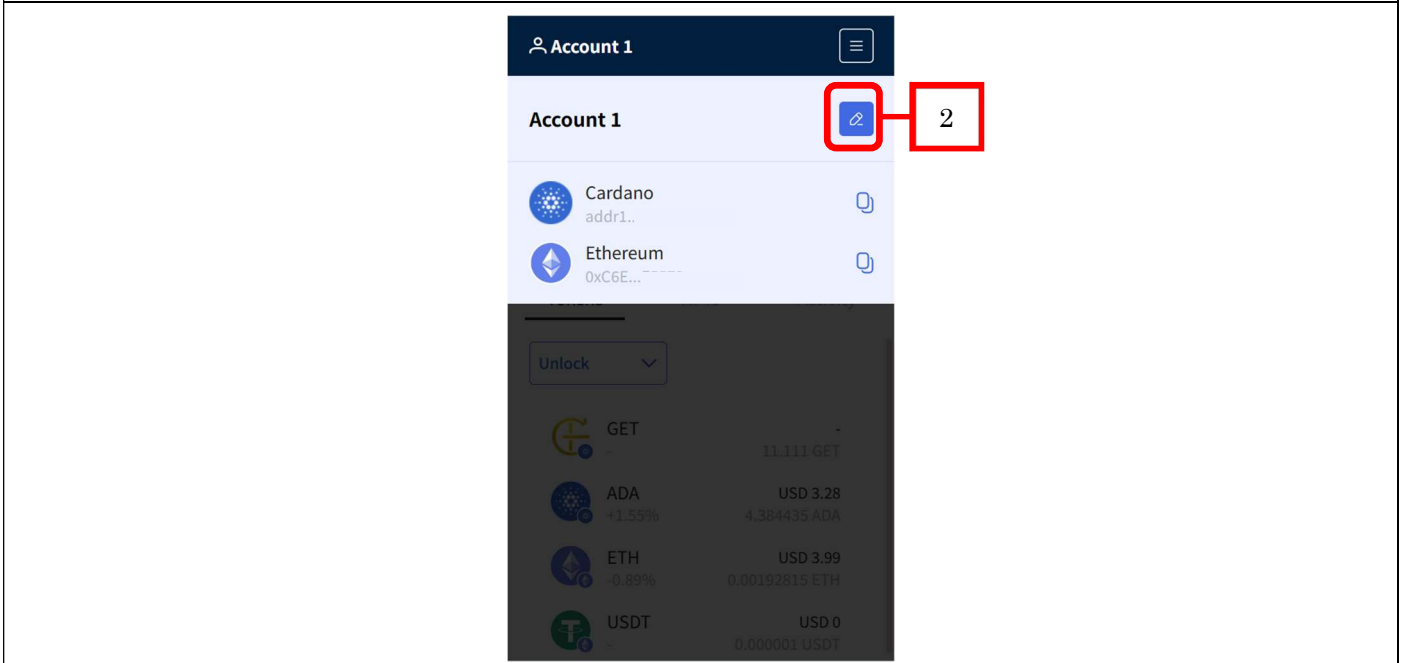 Account 1
Account 1
2
Cardano
addr1..
Ethereum
0xC6E...
Unlock
GET -
- 11.111 GET
ADA USD 3.28
+1.55% 4.384435 ADA
ETH USD 3.99
-0.89% 0.00192815 ETH
USDT USD 0
- 0.000001 USDT